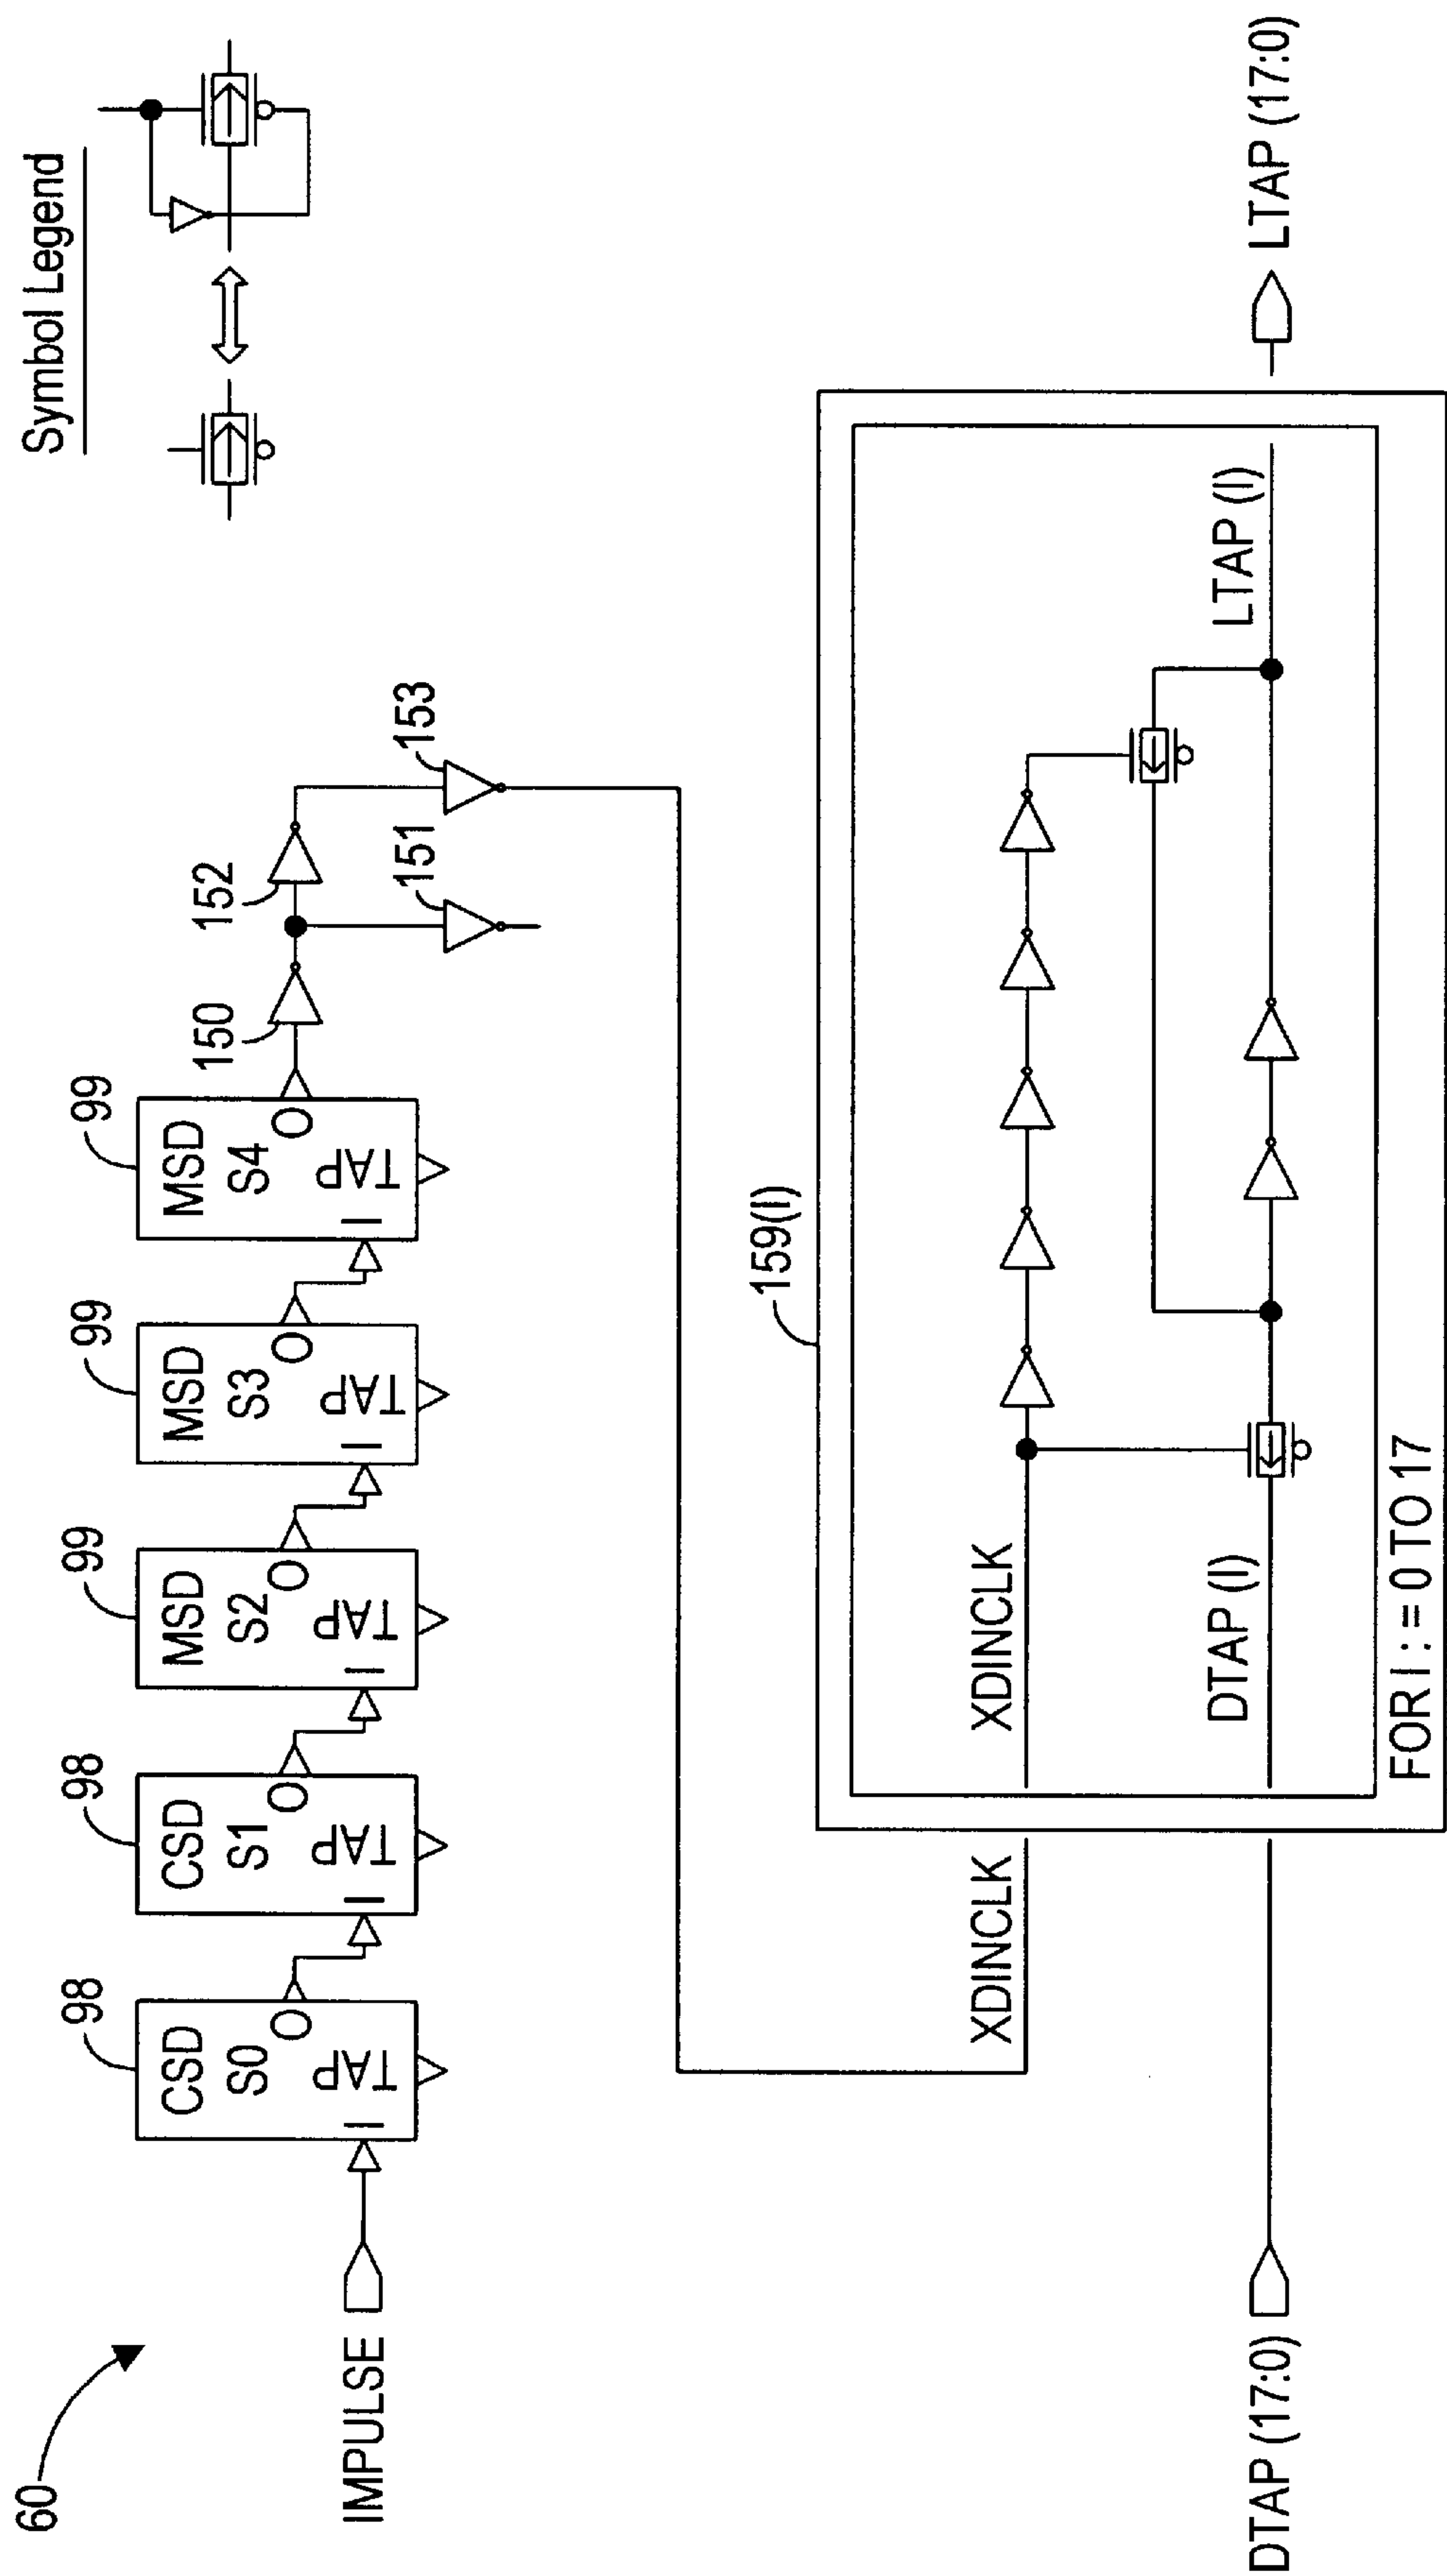 60
Symbol Legend
98
98
99
99
99
CSD
S0
I
O
TAP
CSD
S1
I
O
TAP
MSD
S2
I
O
TAP
MSD
S3
I
O
TAP
MSD
S4
I
O
TAP
IMPULSE
150
152
151
153
159(I)
XDINCLK
XDINCLK
DTAP (17:0)
DTAP (I)
LTAP (I)
LTAP (17:0)
FOR I : = 0 TO 17